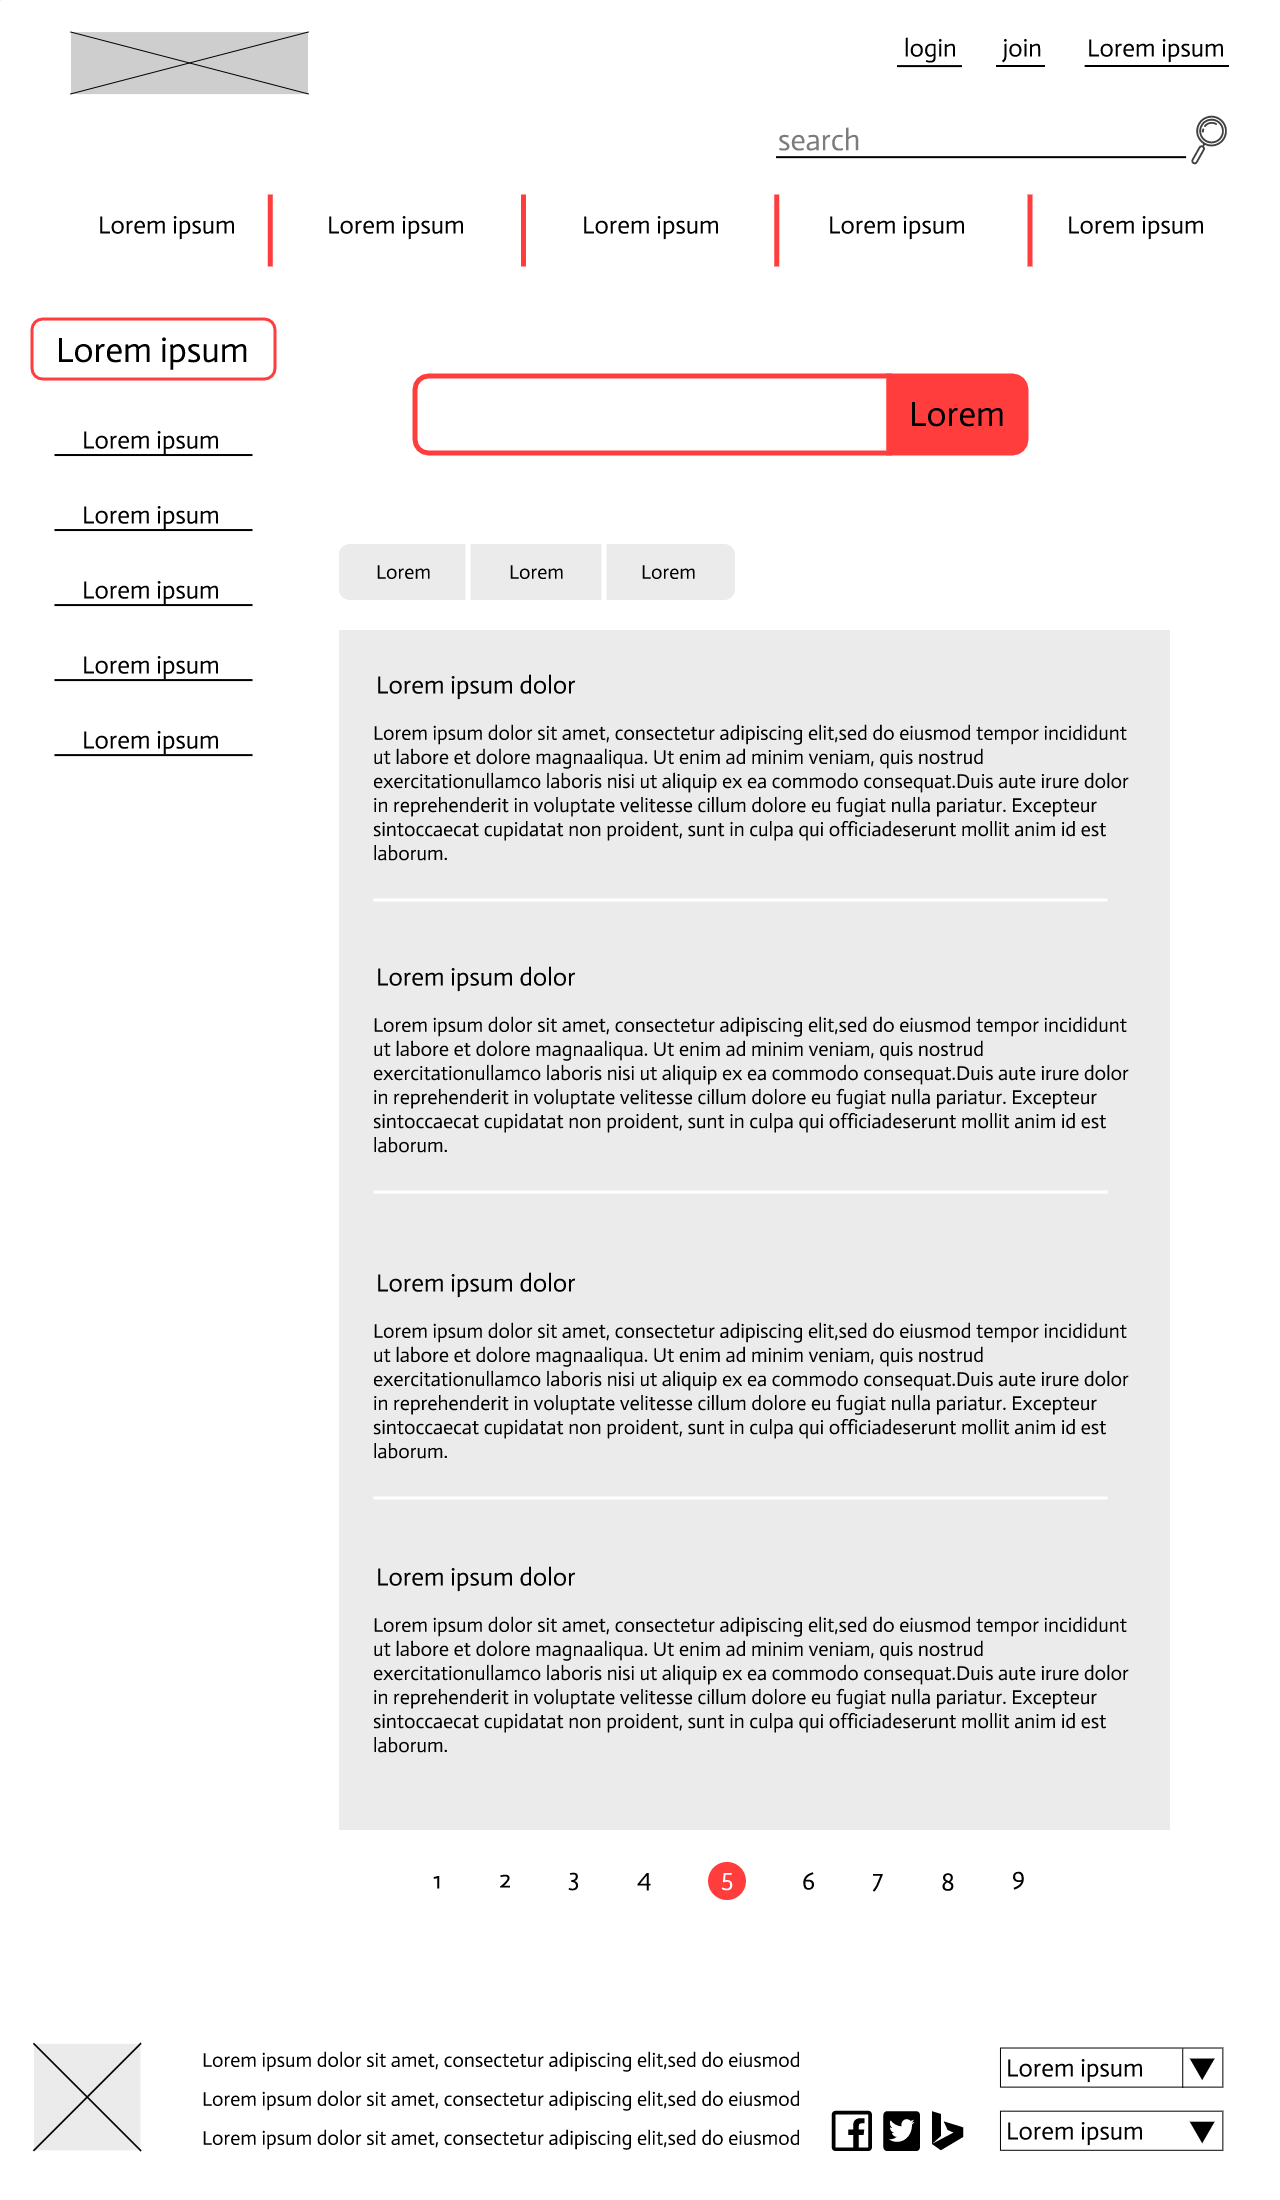 login join Lorem ipsum
search
Lorem ipsum Lorem ipsum Lorem ipsum Lorem ipsum Lorem ipsum
Lorem ipsum
Lorem ipsum
Lorem ipsum
Lorem ipsum
Lorem ipsum
Lorem ipsum
Lorem
Lorem Lorem Lorem
Lorem ipsum dolor
Lorem ipsum dolor sit amet, consectetur adipiscing elit,sed do eiusmod tempor incididunt
ut labore et dolore magnaaliqua. Ut enim ad minim veniam, quis nostrud
exercitationullamco laboris nisi ut aliquip ex ea commodo consequat.Duis aute irure dolor
in reprehenderit in voluptate velitesse cillum dolore eu fugiat nulla pariatur. Excepteur
sintoccaecat cupidatat non proident, sunt in culpa qui officiadeserunt mollit anim id est
laborum.
Lorem ipsum dolor
Lorem ipsum dolor sit amet, consectetur adipiscing elit,sed do eiusmod tempor incididunt
ut labore et dolore magnaaliqua. Ut enim ad minim veniam, quis nostrud
exercitationullamco laboris nisi ut aliquip ex ea commodo consequat.Duis aute irure dolor
in reprehenderit in voluptate velitesse cillum dolore eu fugiat nulla pariatur. Excepteur
sintoccaecat cupidatat non proident, sunt in culpa qui officiadeserunt mollit anim id est
laborum.
Lorem ipsum dolor
Lorem ipsum dolor sit amet, consectetur adipiscing elit,sed do eiusmod tempor incididunt
ut labore et dolore magnaaliqua. Ut enim ad minim veniam, quis nostrud
exercitationullamco laboris nisi ut aliquip ex ea commodo consequat.Duis aute irure dolor
in reprehenderit in voluptate velitesse cillum dolore eu fugiat nulla pariatur. Excepteur
sintoccaecat cupidatat non proident, sunt in culpa qui officiadeserunt mollit anim id est
laborum.
Lorem ipsum dolor
Lorem ipsum dolor sit amet, consectetur adipiscing elit,sed do eiusmod tempor incididunt
ut labore et dolore magnaaliqua. Ut enim ad minim veniam, quis nostrud
exercitationullamco laboris nisi ut aliquip ex ea commodo consequat.Duis aute irure dolor
in reprehenderit in voluptate velitesse cillum dolore eu fugiat nulla pariatur. Excepteur
sintoccaecat cupidatat non proident, sunt in culpa qui officiadeserunt mollit anim id est
laborum.
1 2 3 4 5 6 7 8 9
Lorem ipsum dolor sit amet, consectetur adipiscing elit,sed do eiusmod
Lorem ipsum dolor sit amet, consectetur adipiscing elit,sed do eiusmod
Lorem ipsum dolor sit amet, consectetur adipiscing elit,sed do eiusmod
Lorem ipsum
Lorem ipsum